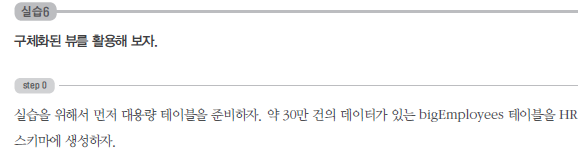 실습6
구체화된 뷰를 활용해 보자.
step 0
실습을 위해서 먼저 대용량 테이블을 준비하자. 약 30만 건의 데이터가 있는 bigEmployees 테이블을 HR
스키마에 생성하자.